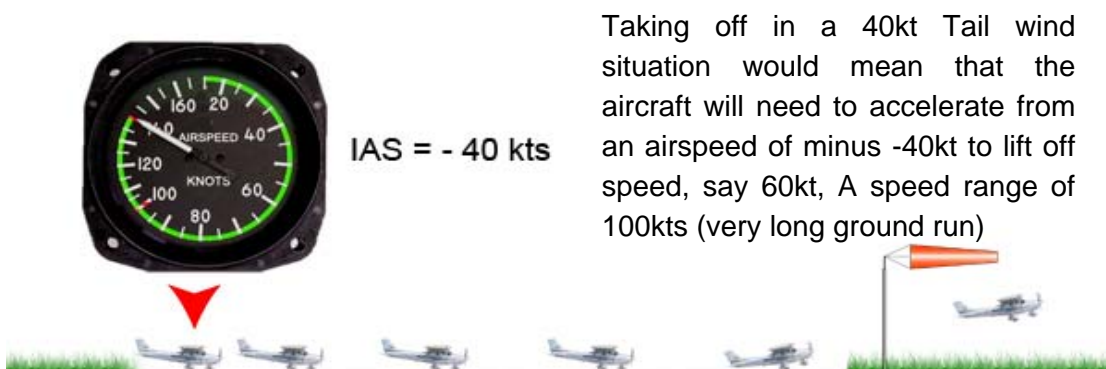 Taking off in a 40kt Tail wind
situation would mean that the
aircraft will need to accelerate from
an airspeed of minus -40kt to lift off
speed, say 60kt, A speed range of
100kts (very long ground run)
IAS = - 40 kts
160 20
140 AIRSPEED 40
120
KNOTS
100 60
80